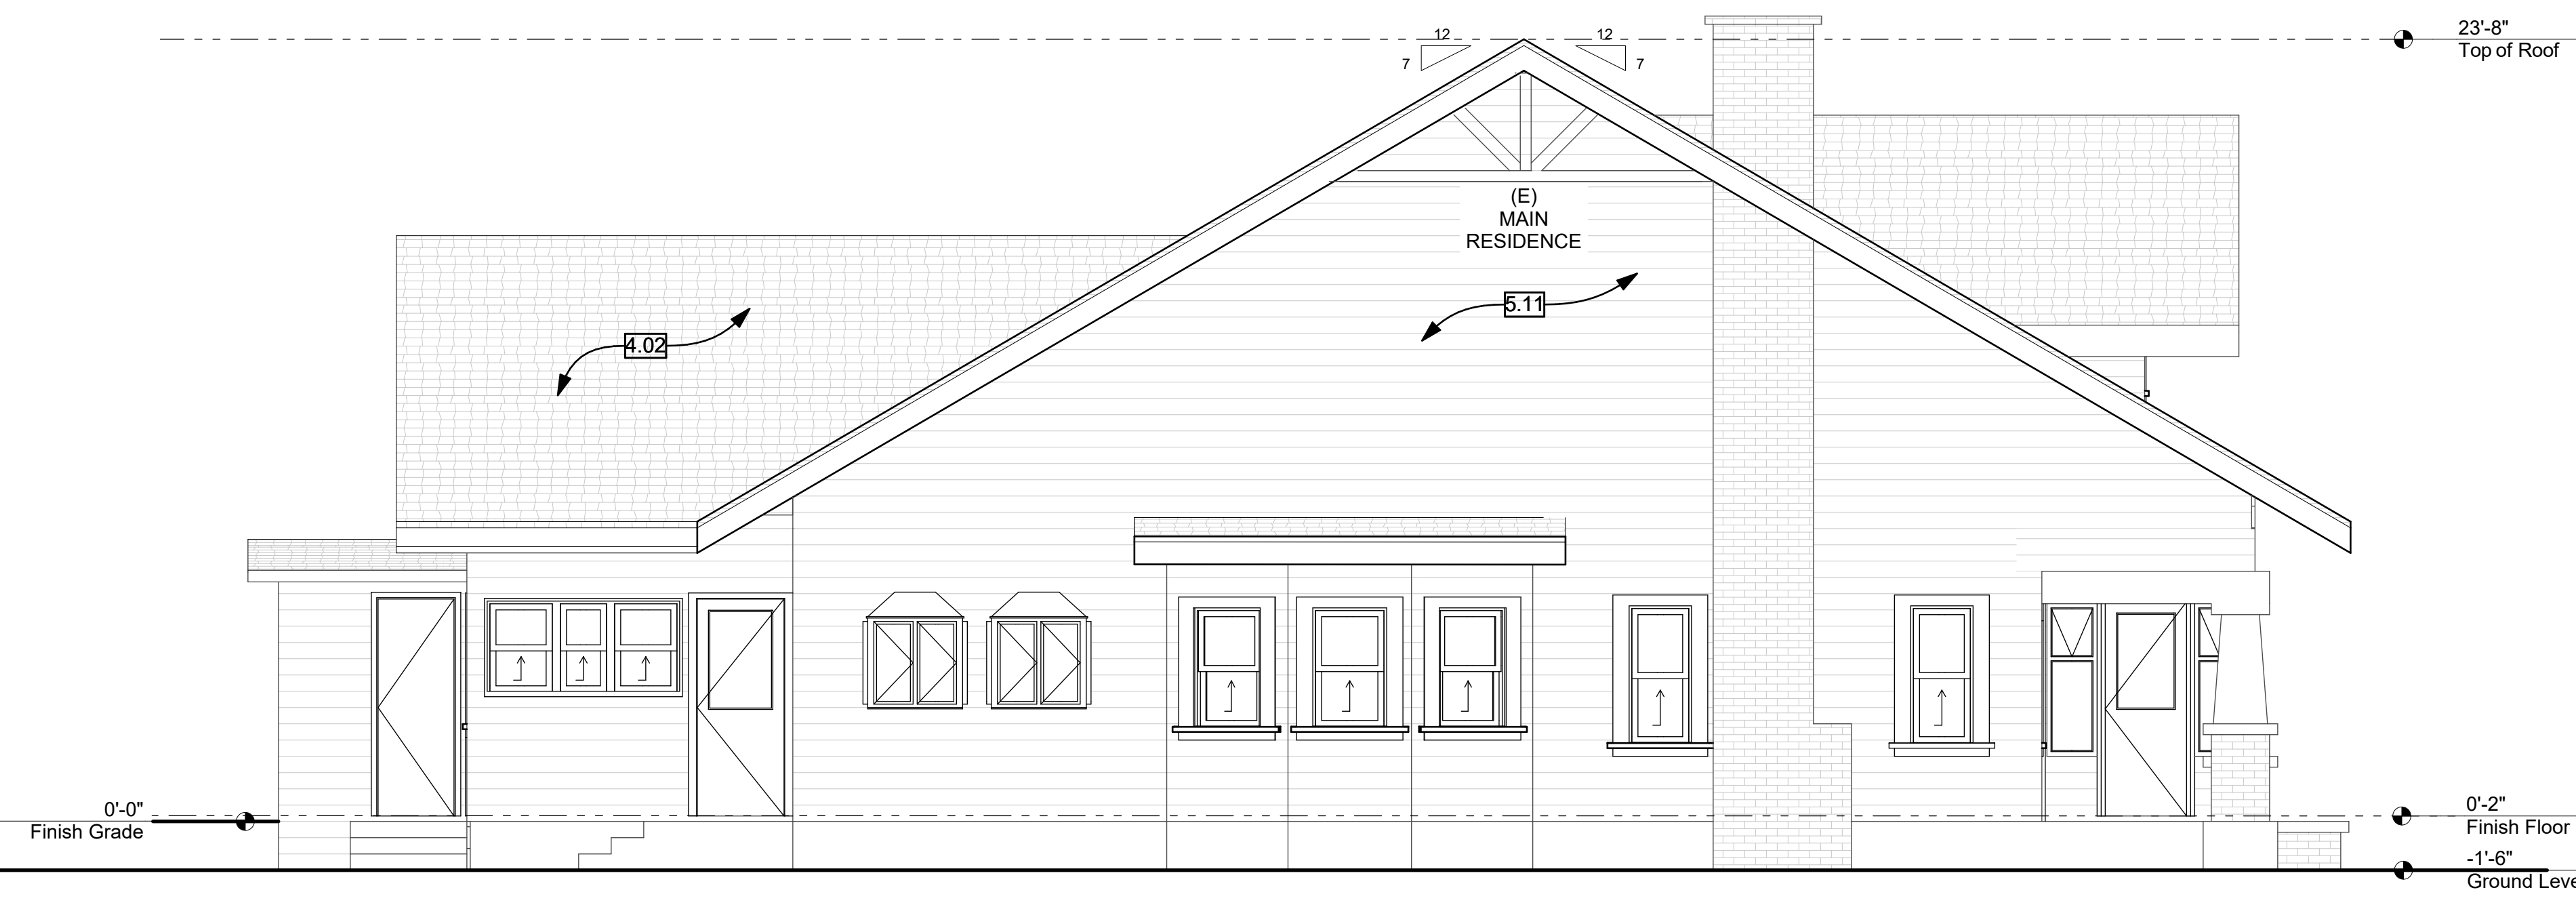 12
12
23'-8"
7
7
Top of Roof
(E)
MAIN
RESIDENCE
5.11
4.02
0'-0"
Finish Grade
0'-2"
Finish Floor
-1'-6"
Ground Leve